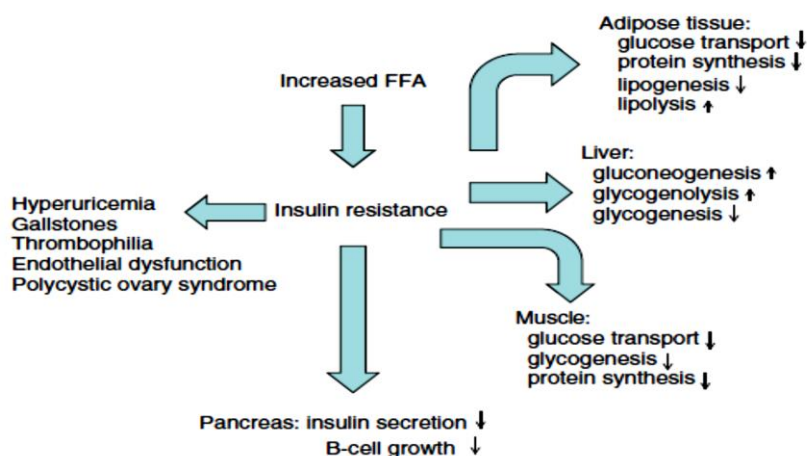 Adipose tissue:
glucose transport ↓
protein synthesis ↓
lipogenesis ↓
lipolysis ↑
Increased FFA
Liver:
gluconeogenesis ↑
glycogenolysis ↑
glycogenesis ↓
Insulin resistance
Hyperuricemia
Gallstones
Thrombophilia
Endothelial dysfunction
Polycystic ovary syndrome
Muscle:
glucose transport ↓
glycogenesis ↓
protein synthesis ↓
Pancreas: insulin secretion ↓
B-cell growth ↓